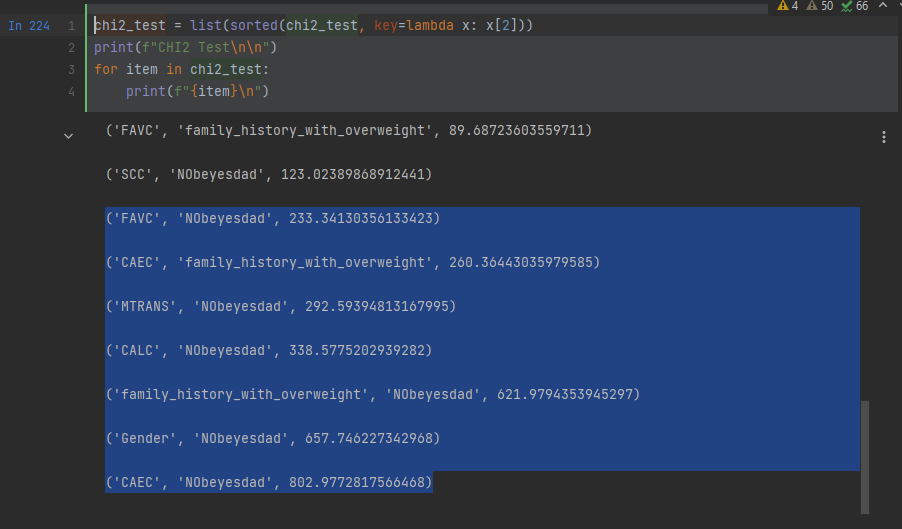 4 50 66
In 224 1 chi2_test = list(sorted(chi2_test, key=lambda x: x[2]))
2 print(f"CHI2 Test\n\n")
3 for item in chi2_test:
4 print(f"{item}\n")
('FAVC', 'family_history_with_overweight', 89.68723603559711)
('SCC', 'NObeyesdad', 123.02389868912441)
('FAVC', 'NObeyesdad', 233.34130356133423)
('CAEC', 'family_history_with_overweight', 260.36443035979585)
('MTRANS', 'NObeyesdad', 292.59394813167995)
('CALC', 'NObeyesdad', 338.5775202939282)
('family_history_with_overweight', 'NObeyesdad', 621.9794353945297)
('Gender', 'NObeyesdad', 657.746227342968)
('CAEC', 'NObeyesdad', 802.9772817566468)